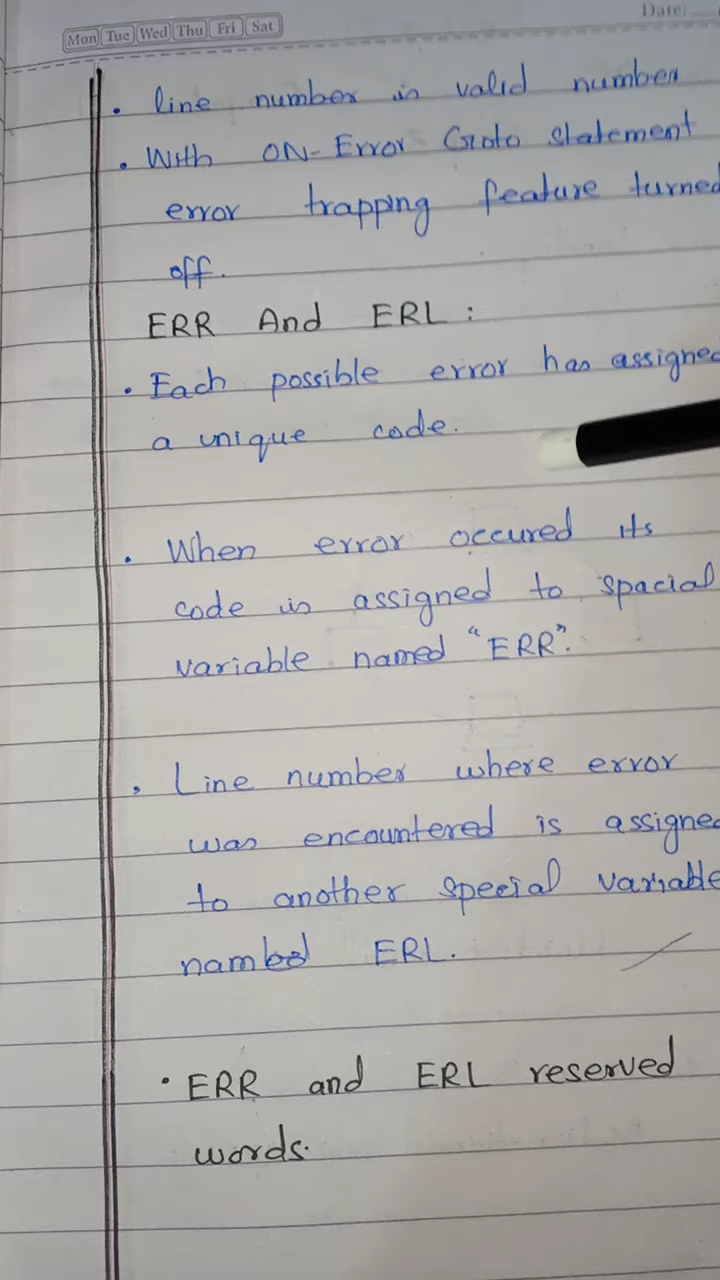 Mon Tue Wed Thu Fri Sat
Date:
• line number is valid number
• With ON-Error Goto statement
error trapping feature turned
off.
ERR And ERL :
• Each possible error has assigned
a unique code.
• When error occured its
code is assigned to spacial
variable named "ERR".
• Line number where error
was encountered is assigned
to another special variable
ERL.
• ERR and ERL reserved
words.